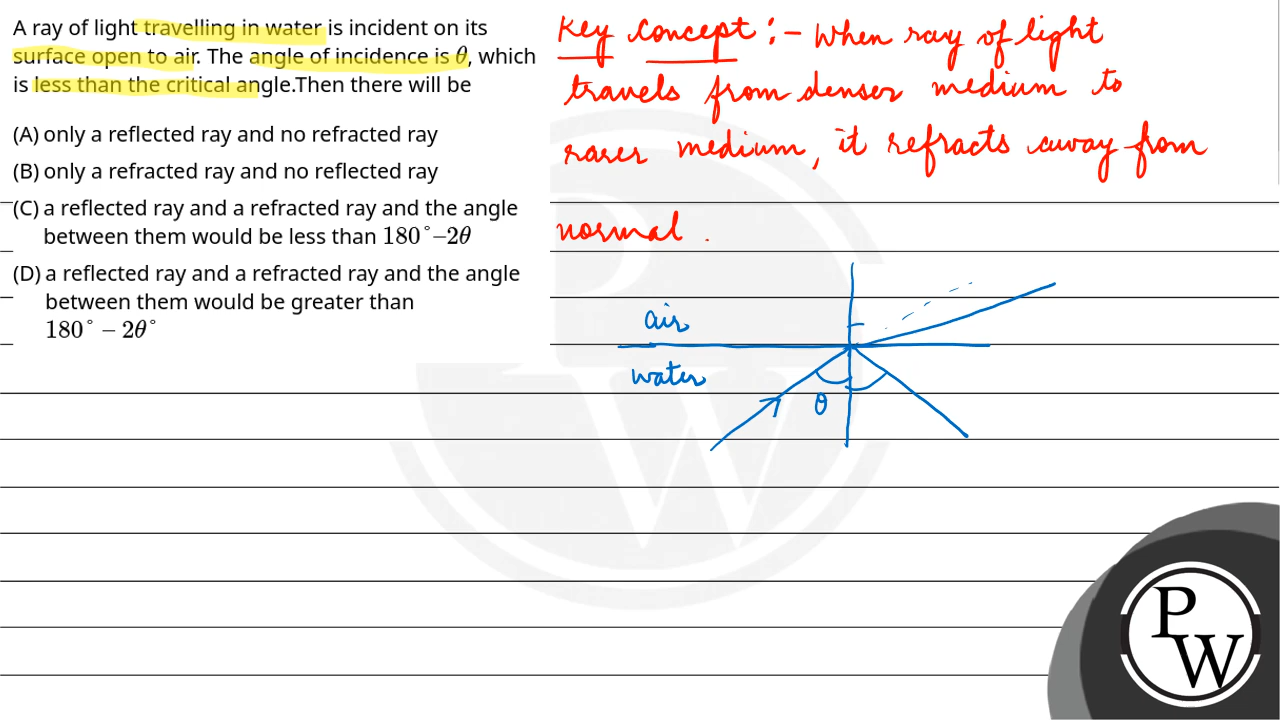 A ray of light travelling in water is incident on its
surface open to air. The angle of incidence is θ, which
is less than the critical angle.Then there will be
(A) only a reflected ray and no refracted ray
(B) only a refracted ray and no reflected ray
(C) a reflected ray and a refracted ray and the angle
between them would be less than 180°–2θ
(D) a reflected ray and a refracted ray and the angle
between them would be greater than
180° – 2θ°
Key concept :- When ray of light
travels from denser medium to
rarer medium, it refracts away from
normal .
air
water
θ
PW